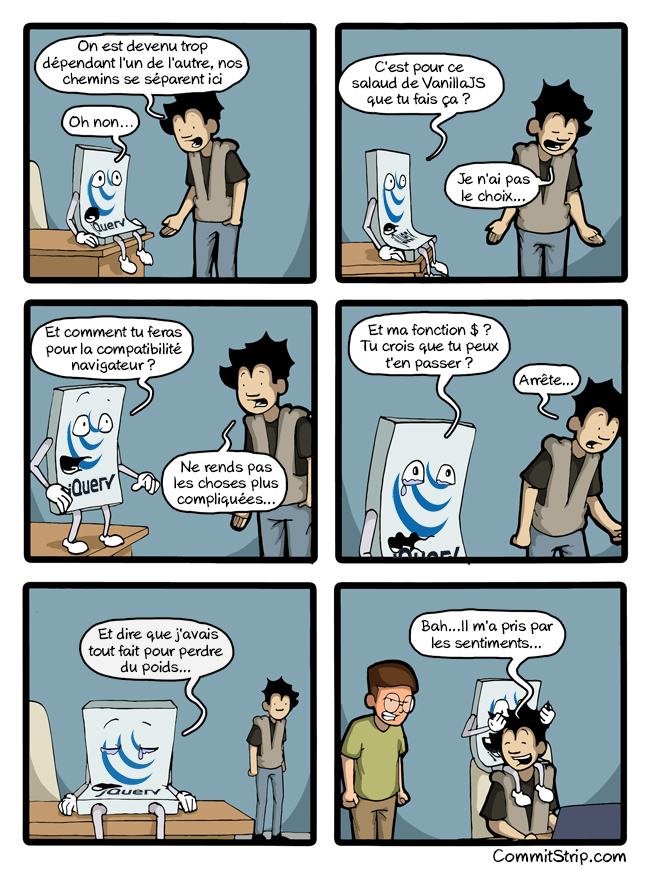 On est devenu trop
dépendant l'un de l'autre, nos
chemins se séparent ici
Oh non...
jQuery
C'est pour ce
salaud de VanillaJS
que tu fais ça ?
Je n'ai pas
le choix...
jQuery
Et comment tu feras
pour la compatibilité
navigateur ?
Ne rends pas
les choses plus
compliquées...
jQuery
Et ma fonction $ ?
Tu crois que tu peux
t'en passer ?
Arrête...
jQuery
Et dire que j'avais
tout fait pour perdre
du poids...
jQuery
Bah...Il m'a pris par
les sentiments...
CommitStrip.com